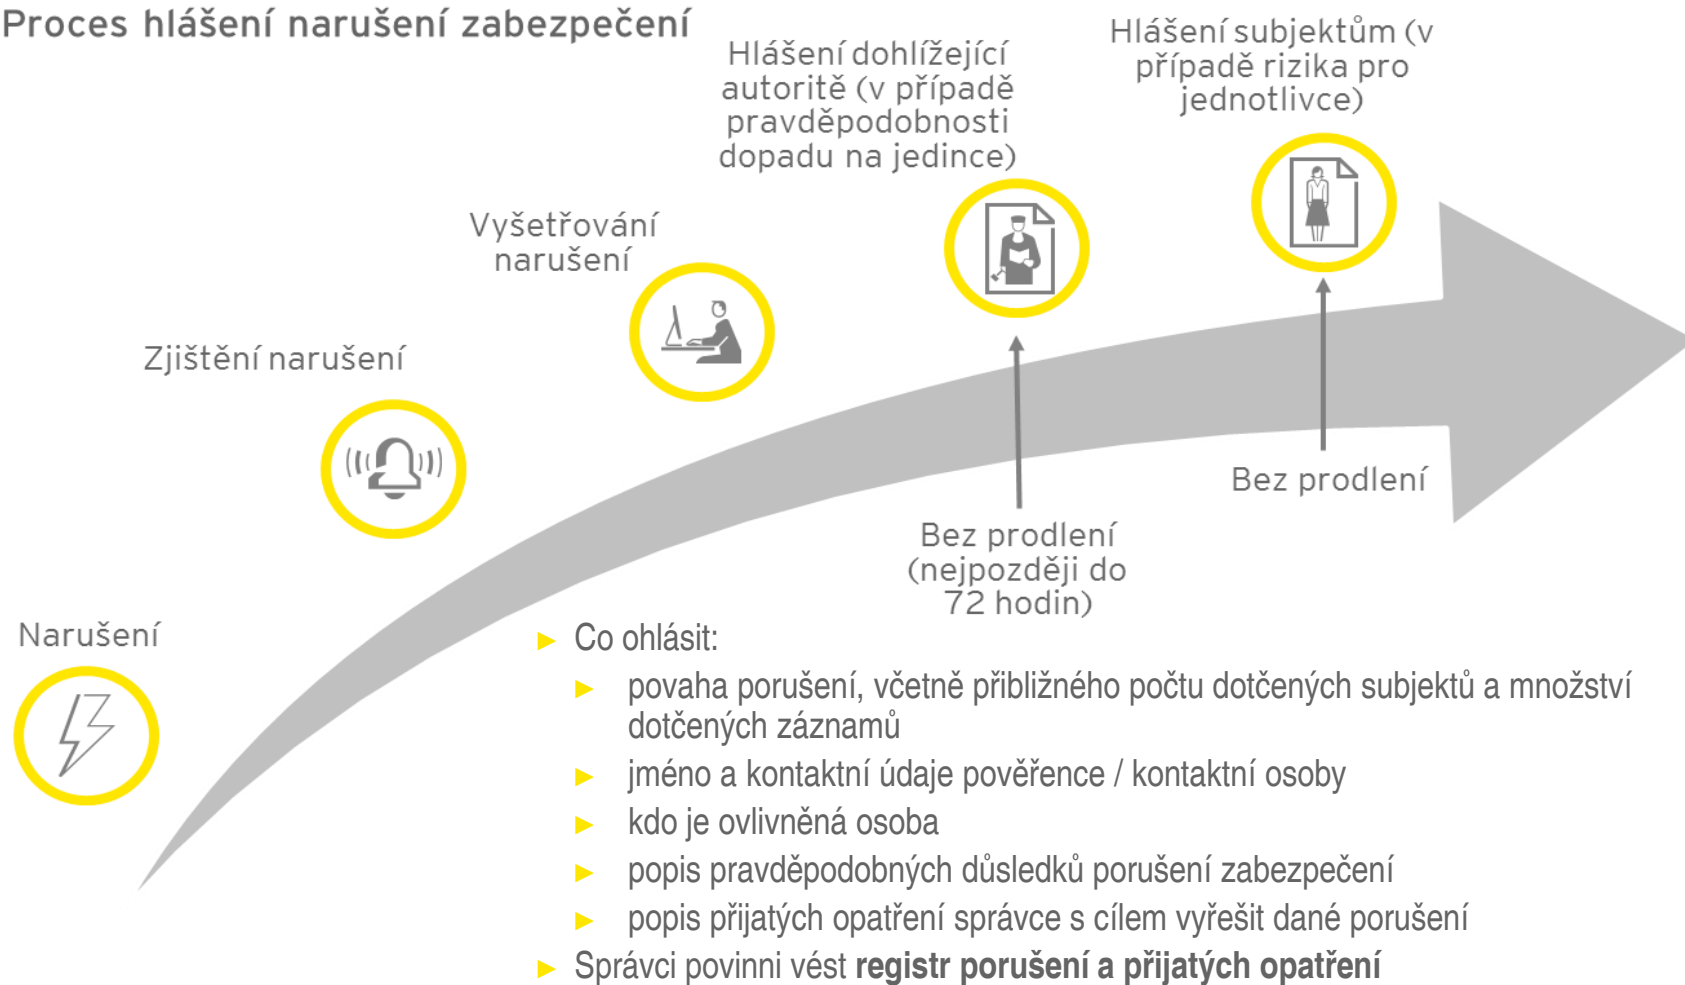 Proces hlášení narušení zabezpečení
Hlášení dohlížející
autoritě (v případě
pravděpodobnosti
dopadu na jedince)
Hlášení subjektům (v
případě rizika pro
jednotlivce)
Vyšetřování
narušení
Zjištění narušení
Narušení
Bez prodlení
(nejpozději do
72 hodin)
Bez prodlení
► Co ohlásit:
► povaha porušení, včetně přibližného počtu dotčených subjektů a množství
dotčených záznamů
► jméno a kontaktní údaje pověřence / kontaktní osoby
► kdo je ovlivněná osoba
► popis pravděpodobných důsledků porušení zabezpečení
► popis přijatých opatření správce s cílem vyřešit dané porušení
► Správci povinni vést registr porušení a přijatých opatření